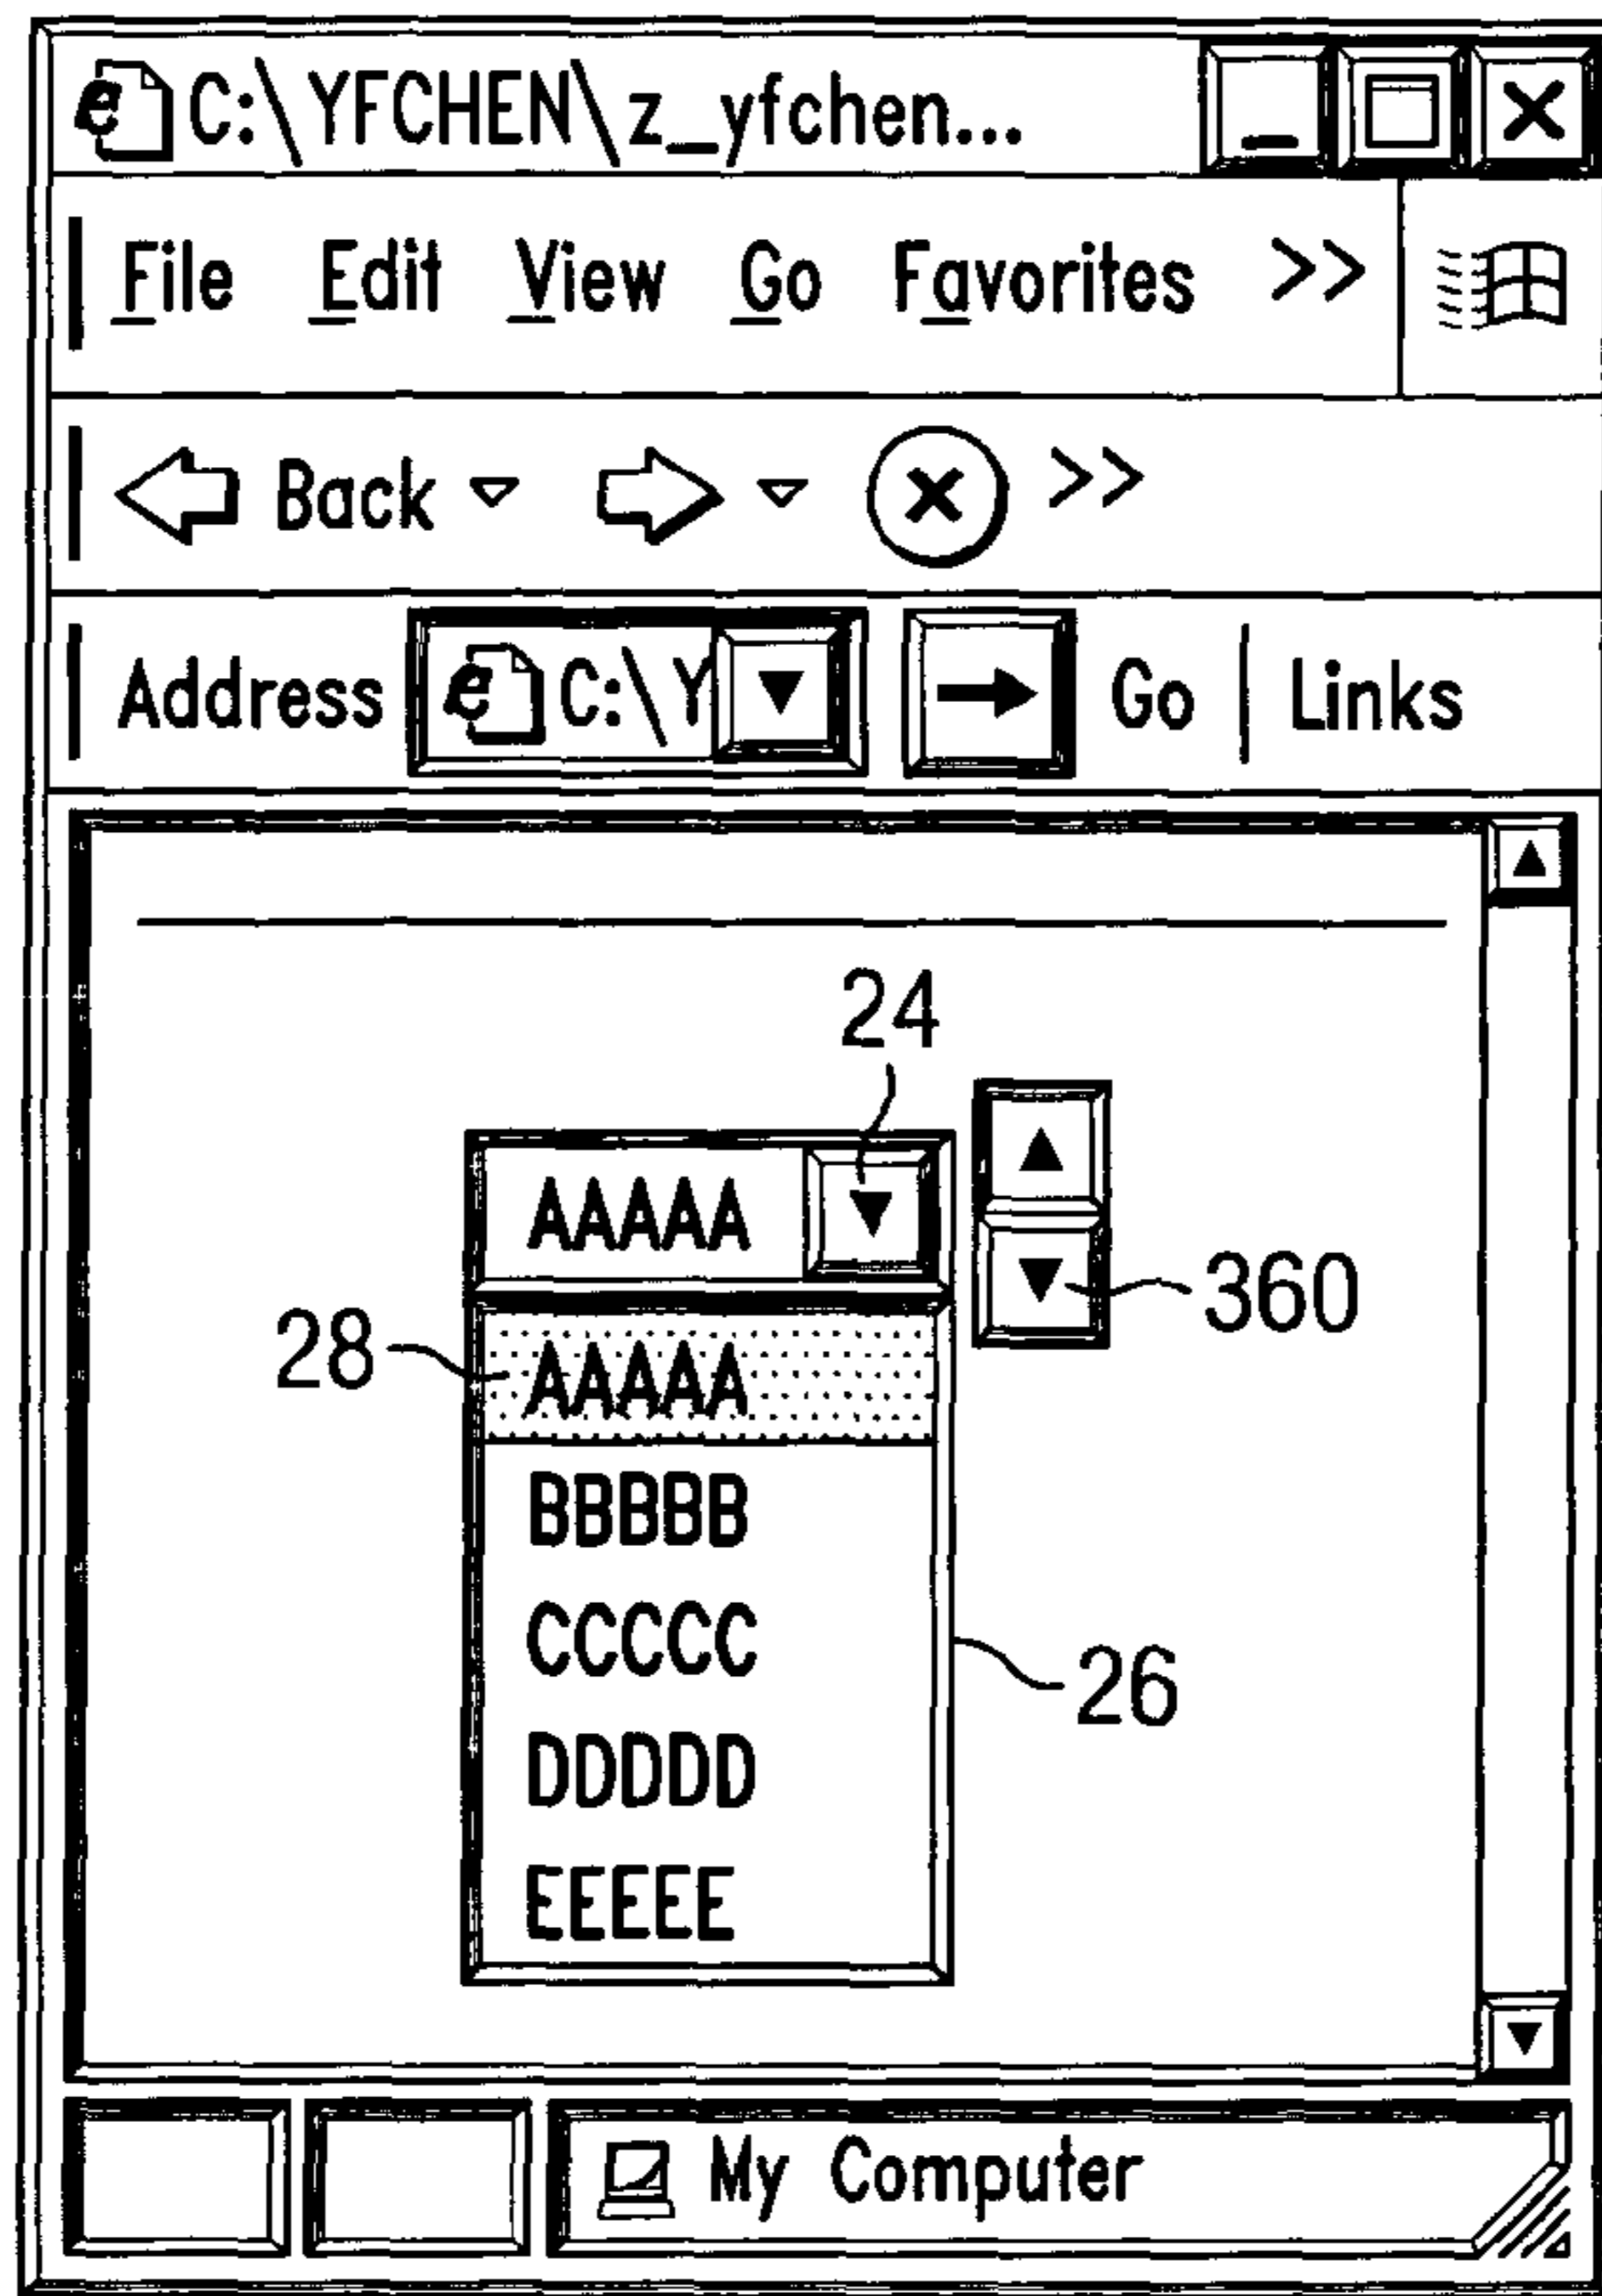 C:\YFCHEN\z_yfchen...
File Edit View Go Favorites >>
Back >>
Address C:\Y Go Links
24
AAAAA
360
28 AAAAA
BBBBB
CCCCC
26
DDDDD
EEEEE
My Computer